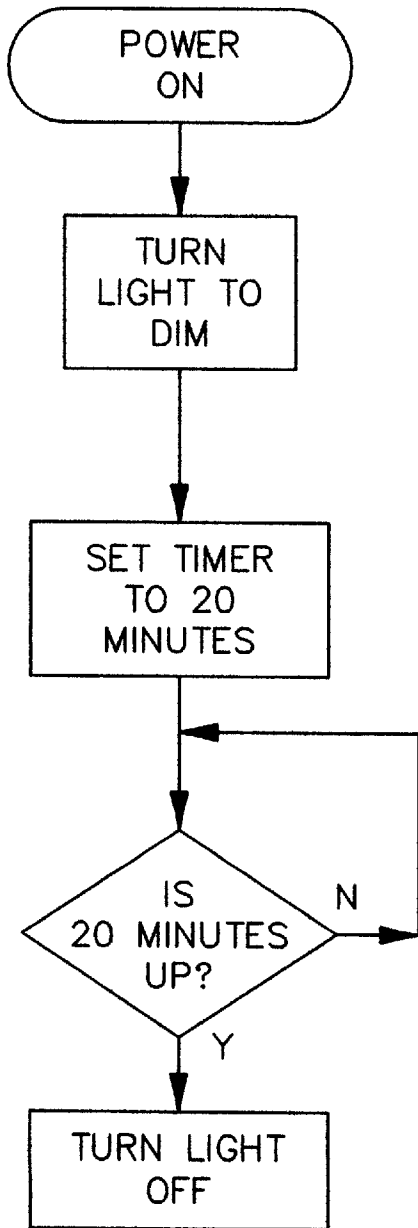 POWER
ON
TURN
LIGHT TO
DIM
SET TIMER
TO 20
MINUTES
IS
20 MINUTES
UP?
N
Y
TURN LIGHT
OFF